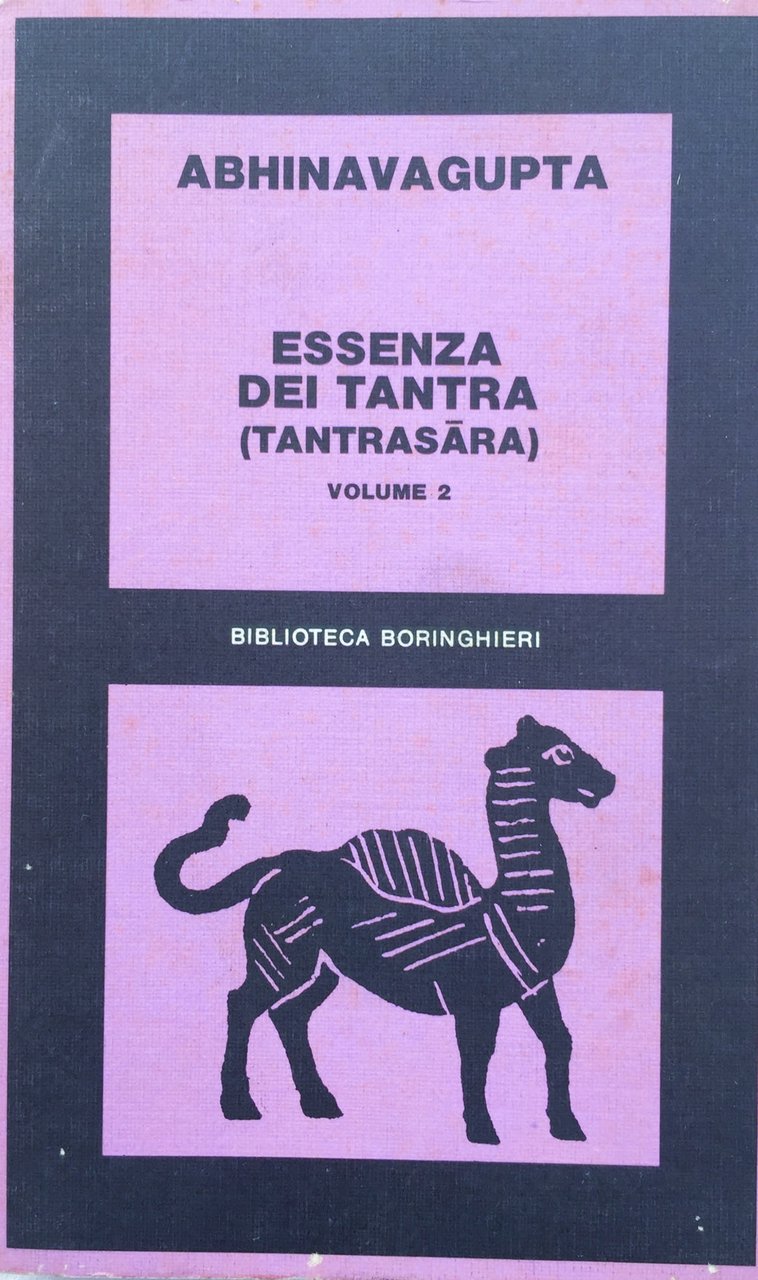 ABHINAVAGUPTA
ESSENZA
DEI TANTRA
(TANTRASĀRA)
VOLUME 2
BIBLIOTECA BORINGHIERI